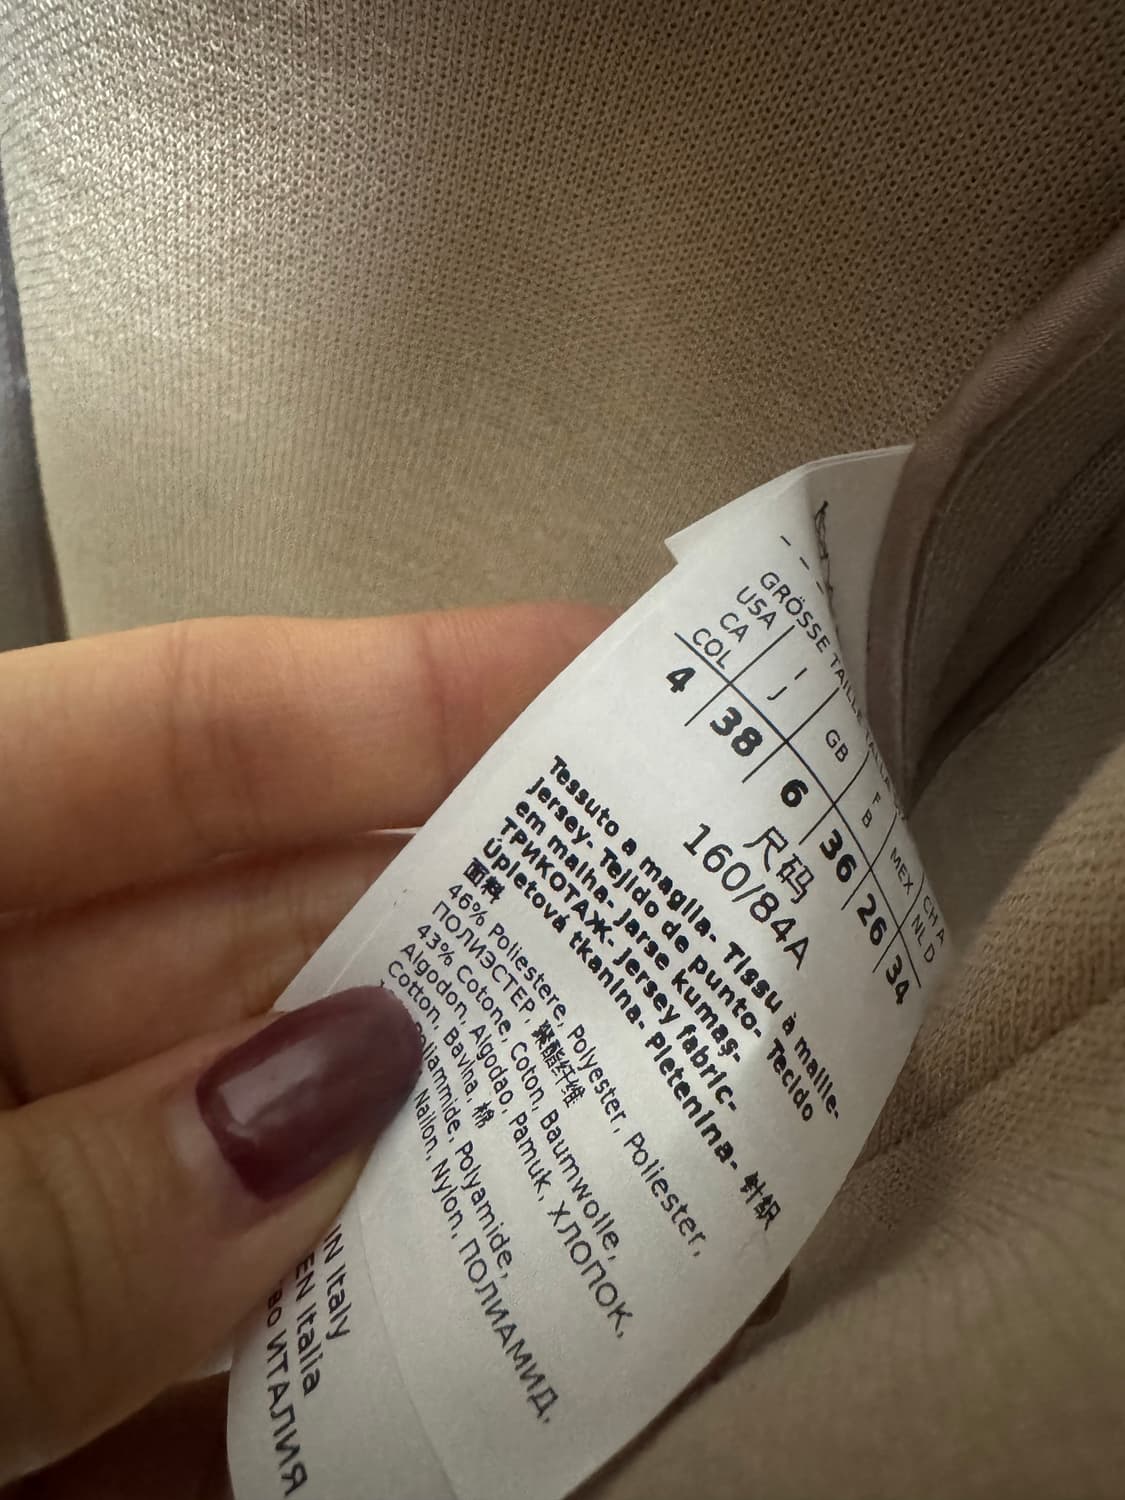 GRÖSSE TAILLE
USA
CA
COL
I
J
GB
F
B
MEX
CH A
NL D
4 38 6 36 26 34
尺码
160/84A
Tessuto a maglia- Tissu à maille-
jersey- Tejido de punto- Tecido
em malha- jarse kumaş-
ТРИКОТАЖ- jersey fabric-
Úpletová tkanina- Pletenina- 针织
面料
46% Poliestere, Polyester, Poliester,
ПОЛИЭСТЕР, 聚酯纤维
43% Cotone, Coton, Baumwolle,
Algodon, Algodao, Pamuk, ХЛОПОК,
Cotton, Bavlna, 棉
Polyamide,
Nailon, Nylon, ПОЛИАМИД,
IN Italy
EN Italia
ИТАЛИЯ